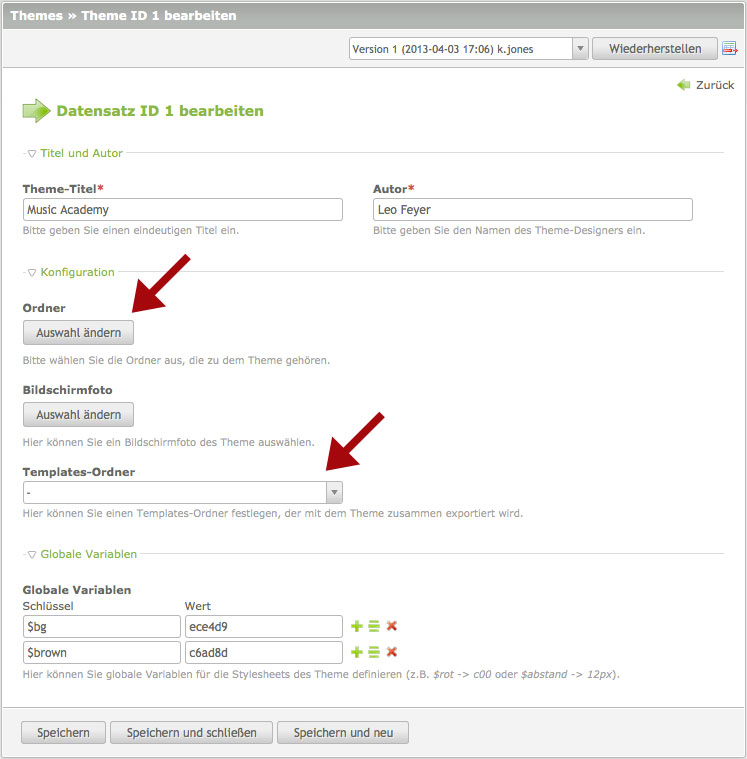 Themes » Theme ID 1 bearbeiten
Version 1 (2013-04-03 17:06) k.jones Wiederherstellen
Zurück
Datensatz ID 1 bearbeiten
Titel und Autor
Theme-Titel* Autor*
Music Academy Leo Feyer
Bitte geben Sie einen eindeutigen Titel ein. Bitte geben Sie den Namen des Theme-Designers ein.
Konfiguration
Ordner
Auswahl ändern
Bitte wählen Sie die Ordner aus, die zu dem Theme gehören.
Bildschirmfoto
Auswahl ändern
Hier können Sie ein Bildschirmfoto des Theme auswählen.
Templates-Ordner
-
Hier können Sie einen Templates-Ordner festlegen, der mit dem Theme zusammen exportiert wird.
Globale Variablen
Globale Variablen
Schlüssel Wert
$bg ece4d9
$brown c6ad8d
Hier können Sie globale Variablen für die Stylesheets des Theme definieren (z.B. $rot -> c00 oder $abstand -> 12px).
Speichern Speichern und schließen Speichern und neu